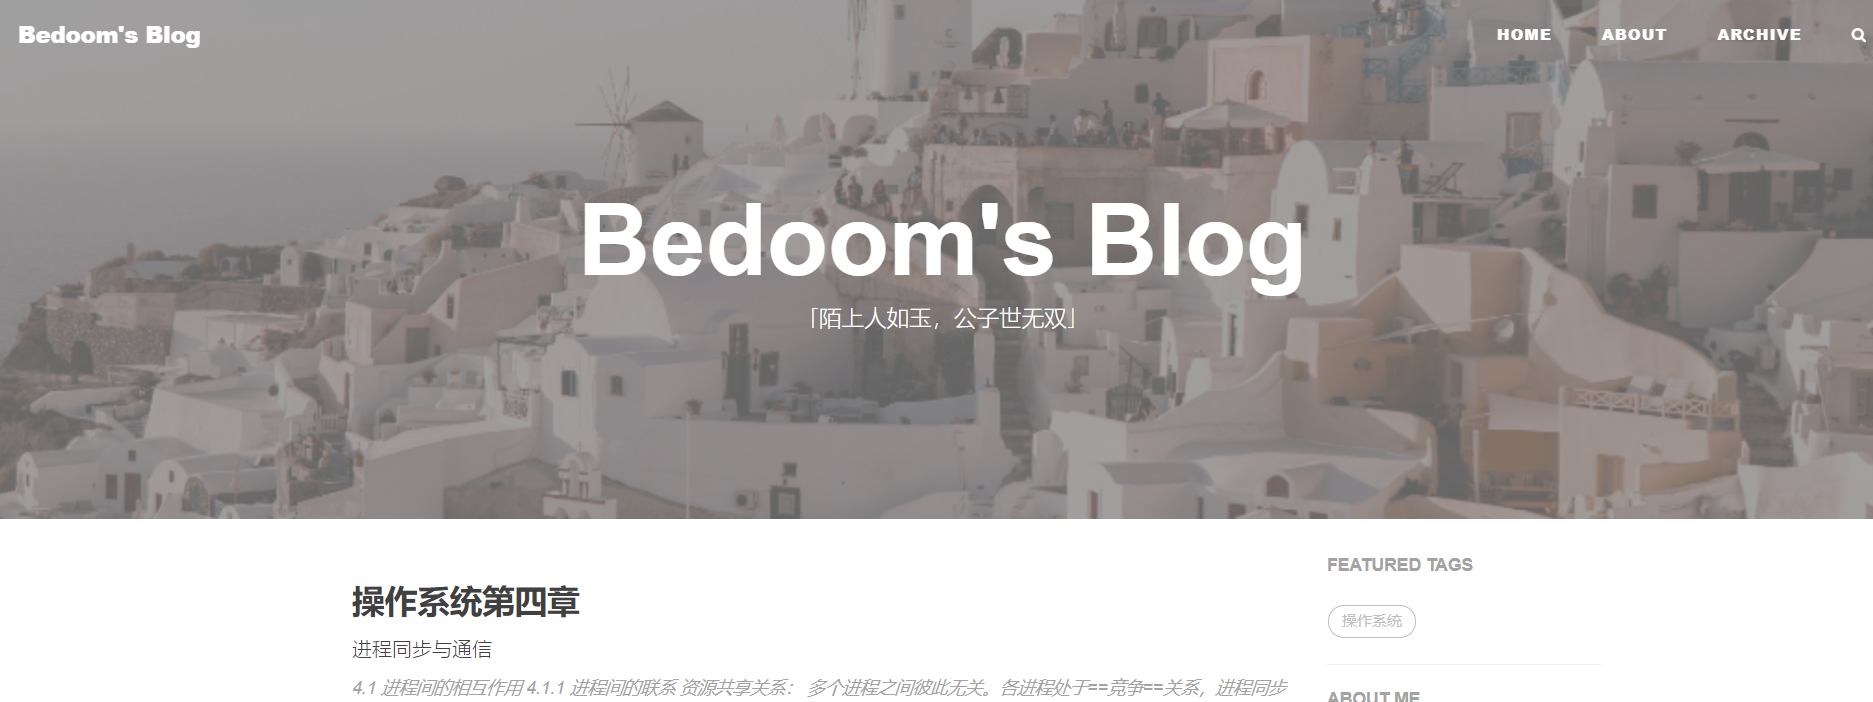 Bedoom's Blog
HOME ABOUT ARCHIVE
Bedoom's Blog
「陌上人如玉，公子世无双」
操作系统第四章
进程同步与通信
4.1 进程间的相互作用 4.1.1 进程间的联系 资源共享关系： 多个进程之间彼此无关。各进程处于==竞争==关系，进程同步
FEATURED TAGS
操作系统
ABOUT ME